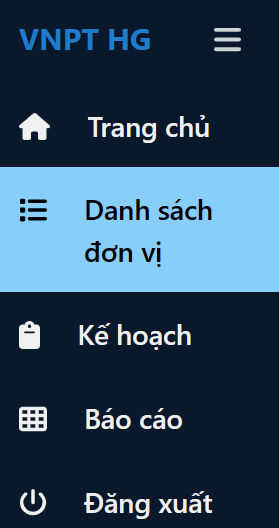 VNPT HG
Trang chủ
Danh sách
đơn vị
Kế hoạch
Báo cáo
Đăng xuất